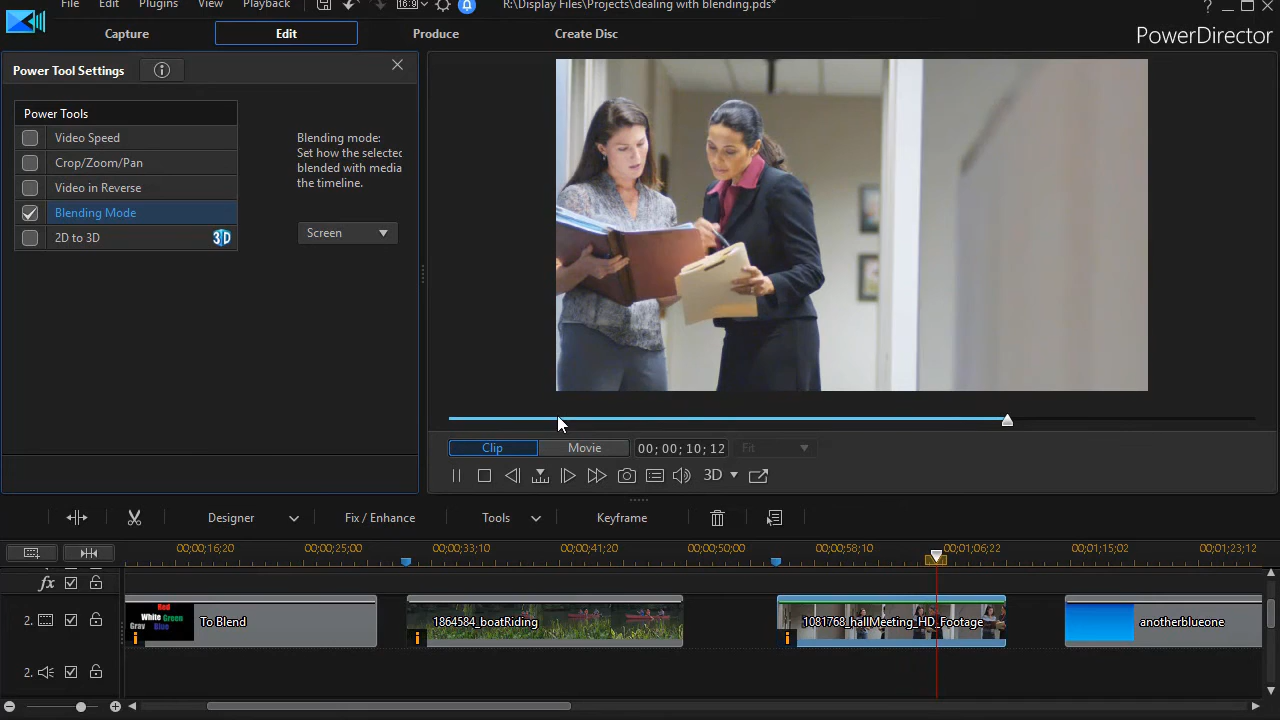 File Edit Plugins View Playback 16:9 R:\Display Files\Projects\dealing with blending.pds* ?
Capture Edit Produce Create Disc PowerDirector
Power Tool Settings
Power Tools
Video Speed
Crop/Zoom/Pan
Video in Reverse
Blending Mode
2D to 3D 3D
Blending mode:
Set how the selected
blended with media
the timeline.
Screen
Clip Movie 00; 00; 10; 12 Fit
3D
Designer Fix / Enhance Tools Keyframe
00;00;16;20 00;00;25;00 00;00;33;10 00;00;41;20 00;00;50;00 00;00;58;10 00;01;06;22 00;01;15;02 00;01;23;12
fx
2. Red White Green Gray Blue To Blend 1864584_boatRiding 1081768_hallMeeting_HD_Footage anotherblueone
2.